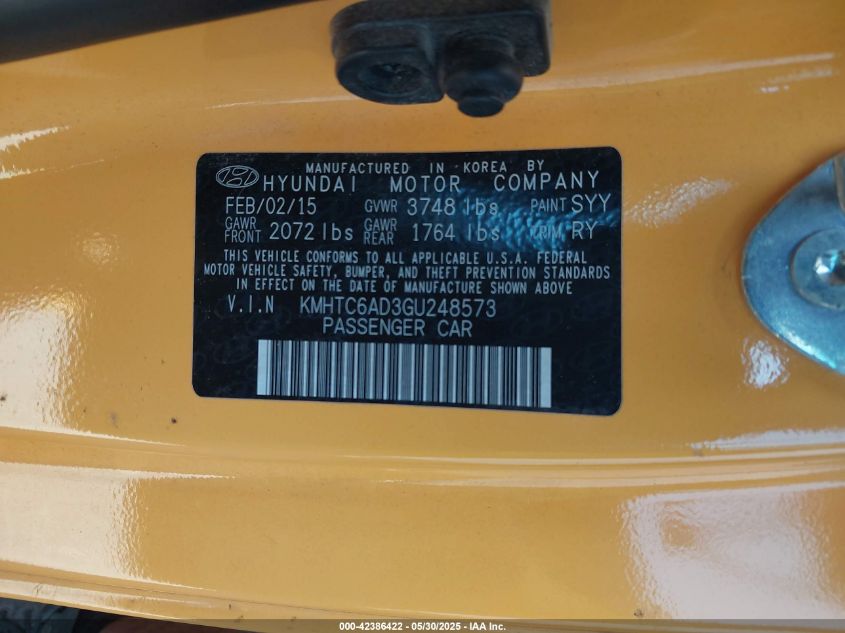 MANUFACTURED IN KOREA BY
HYUNDAI MOTOR COMPANY
FEB/02/15 GVWR 3748 lbs PAINT SYY
GAWR FRONT 2072 lbs GAWR REAR 1764 lbs TRIM RY
THIS VEHICLE CONFORMS TO ALL APPLICABLE U.S.A. FEDERAL
MOTOR VEHICLE SAFETY, BUMPER, AND THEFT PREVENTION STANDARDS
IN EFFECT ON THE DATE OF MANUFACTURE SHOWN ABOVE
V.I.N KMHTC6AD3GU248573
PASSENGER CAR
000-42386422 - 05/30/2025 - IAA Inc.